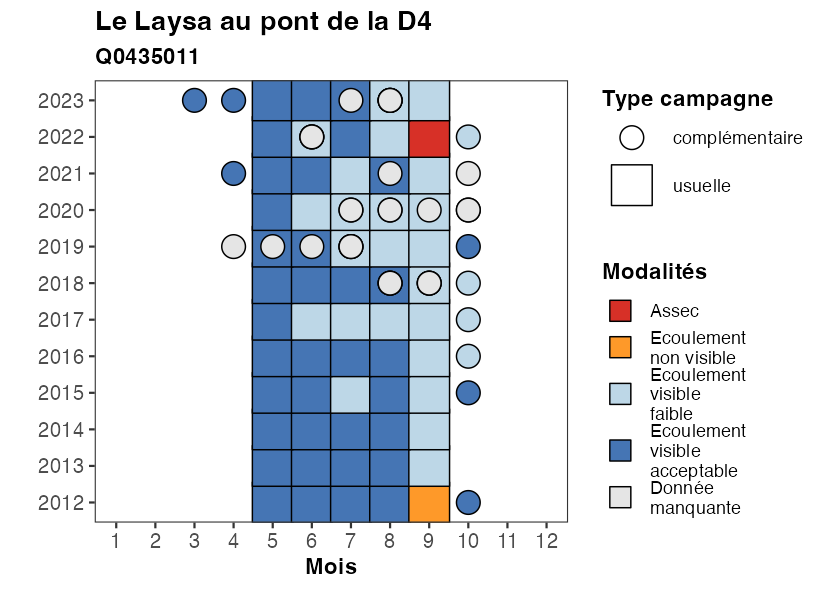 Le Laysa au pont de la D4
Q0435011
2023
2022
2021
2020
2019
2018
2017
2016
2015
2014
2013
2012
1 2 3 4 5 6 7 8 9 10 11 12
Mois
Type campagne
complémentaire
usuelle
Modalités
Assec
Ecoulement
non visible
Ecoulement
visible
faible
Ecoulement
visible
acceptable
Donnée
manquante